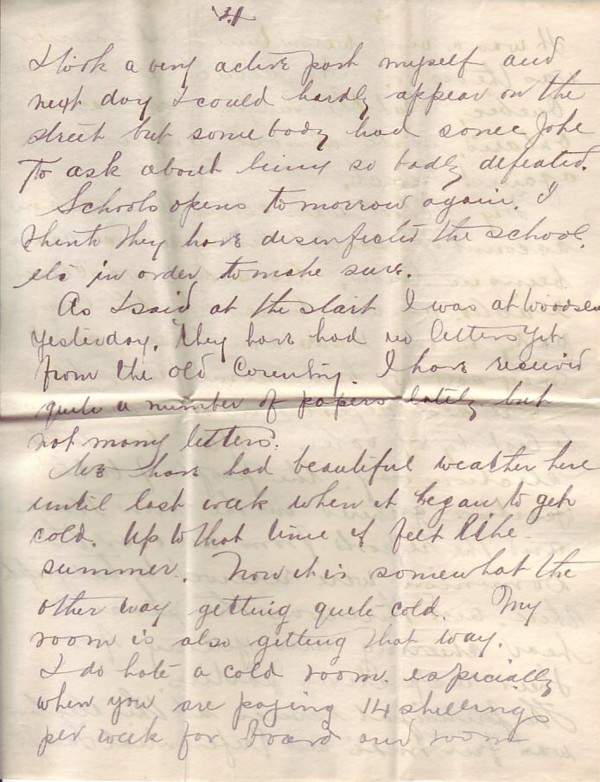 4
I took a very active part myself and
next day I could hardly appear on the
street but somebody had some Joke
to ask about being so badly defeated.
Schools opens tomorrow again. I
think they have desinfected the school.
etc in order to make sure.
As I said at the start I was at Woodsen
yesterday. They have had no letters yet
from the old Country. I have received
quite a number of papers lately but
not many letters.
We have had beautiful weather here
until last week when it began to get
cold. Up to that time it feet like
summer. Now it is somewhat the
other way getting quite cold. My
room is also getting that way.
I do hate a cold room. especially
when you are paying 14 shellings
per week for board and room